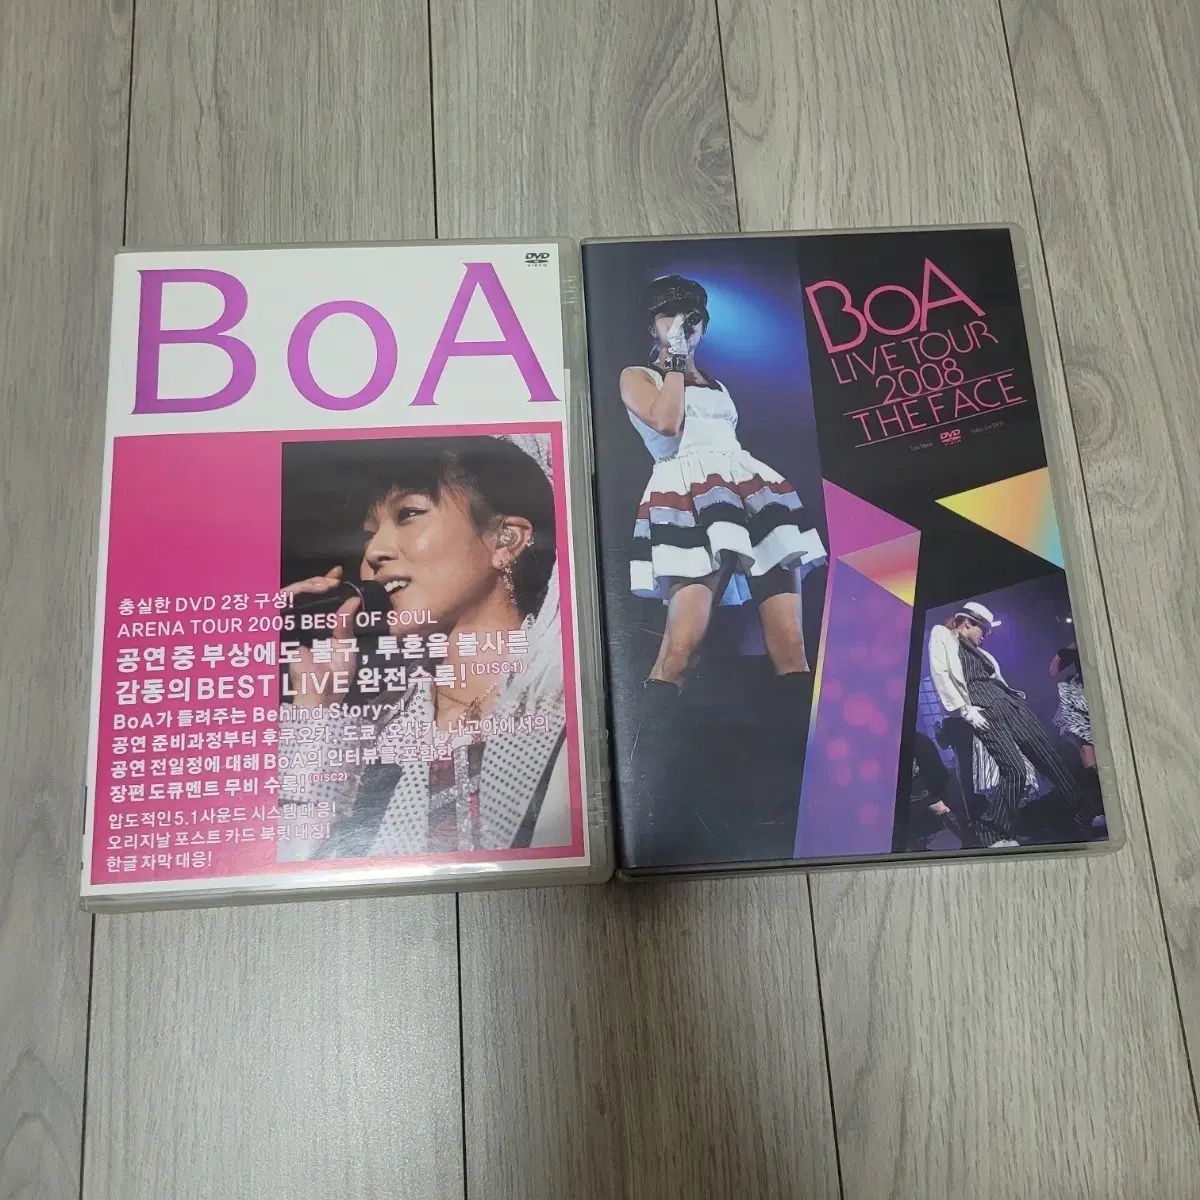 BoA
DVD
VIDEO
충실한 DVD 2장 구성!
ARENA TOUR 2005 BEST OF SOUL
공연 중 부상에도 불구, 투혼을 불사른
감동의 BEST LIVE 완전수록! (DISC1)
BoA가 들려주는 Behind Story~!
공연 준비과정부터 후쿠오카, 도쿄, 오사카, 나고야에서의
공연 전일정에 대해 BoA의 인터뷰를 포함한
장편 도큐멘트 무비 수록! (DISC2)
압도적인 5.1사운드 시스템 대응!
오리지날 포스트 카드 북릿 내장!
한글 자막 대응!
BoA
LIVE TOUR
2008
THE FACE
DVD
VIDEO